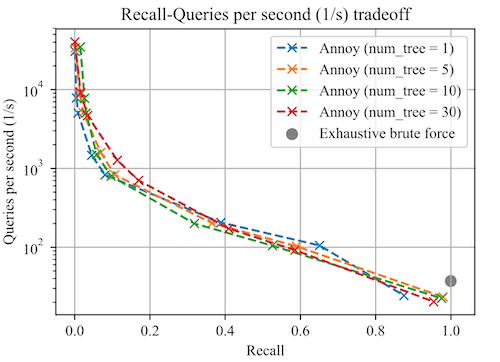 Recall-Queries per second (1/s) tradeoff
Queries per second (1/s)
10^4
10^3
10^2
Annoy (num_tree = 1)
Annoy (num_tree = 5)
Annoy (num_tree = 10)
Annoy (num_tree = 30)
Exhaustive brute force
0.0 0.2 0.4 0.6 0.8 1.0
Recall